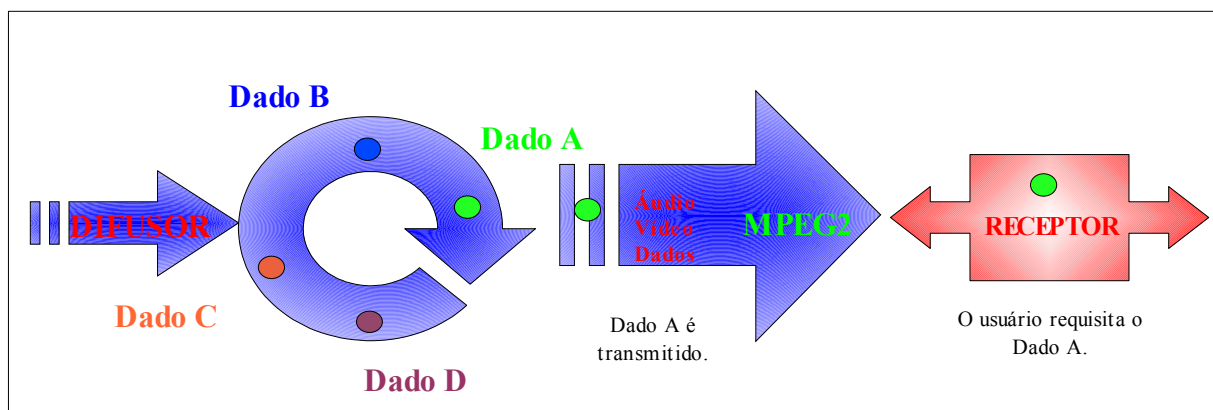 Dado B
Dado A
DIFUSOR
Áudio
Vídeo
Dados
MPEG2
RECEPTOR
Dado C
Dado D
Dado A é
transmitido.
O usuário requisita o
Dado A.